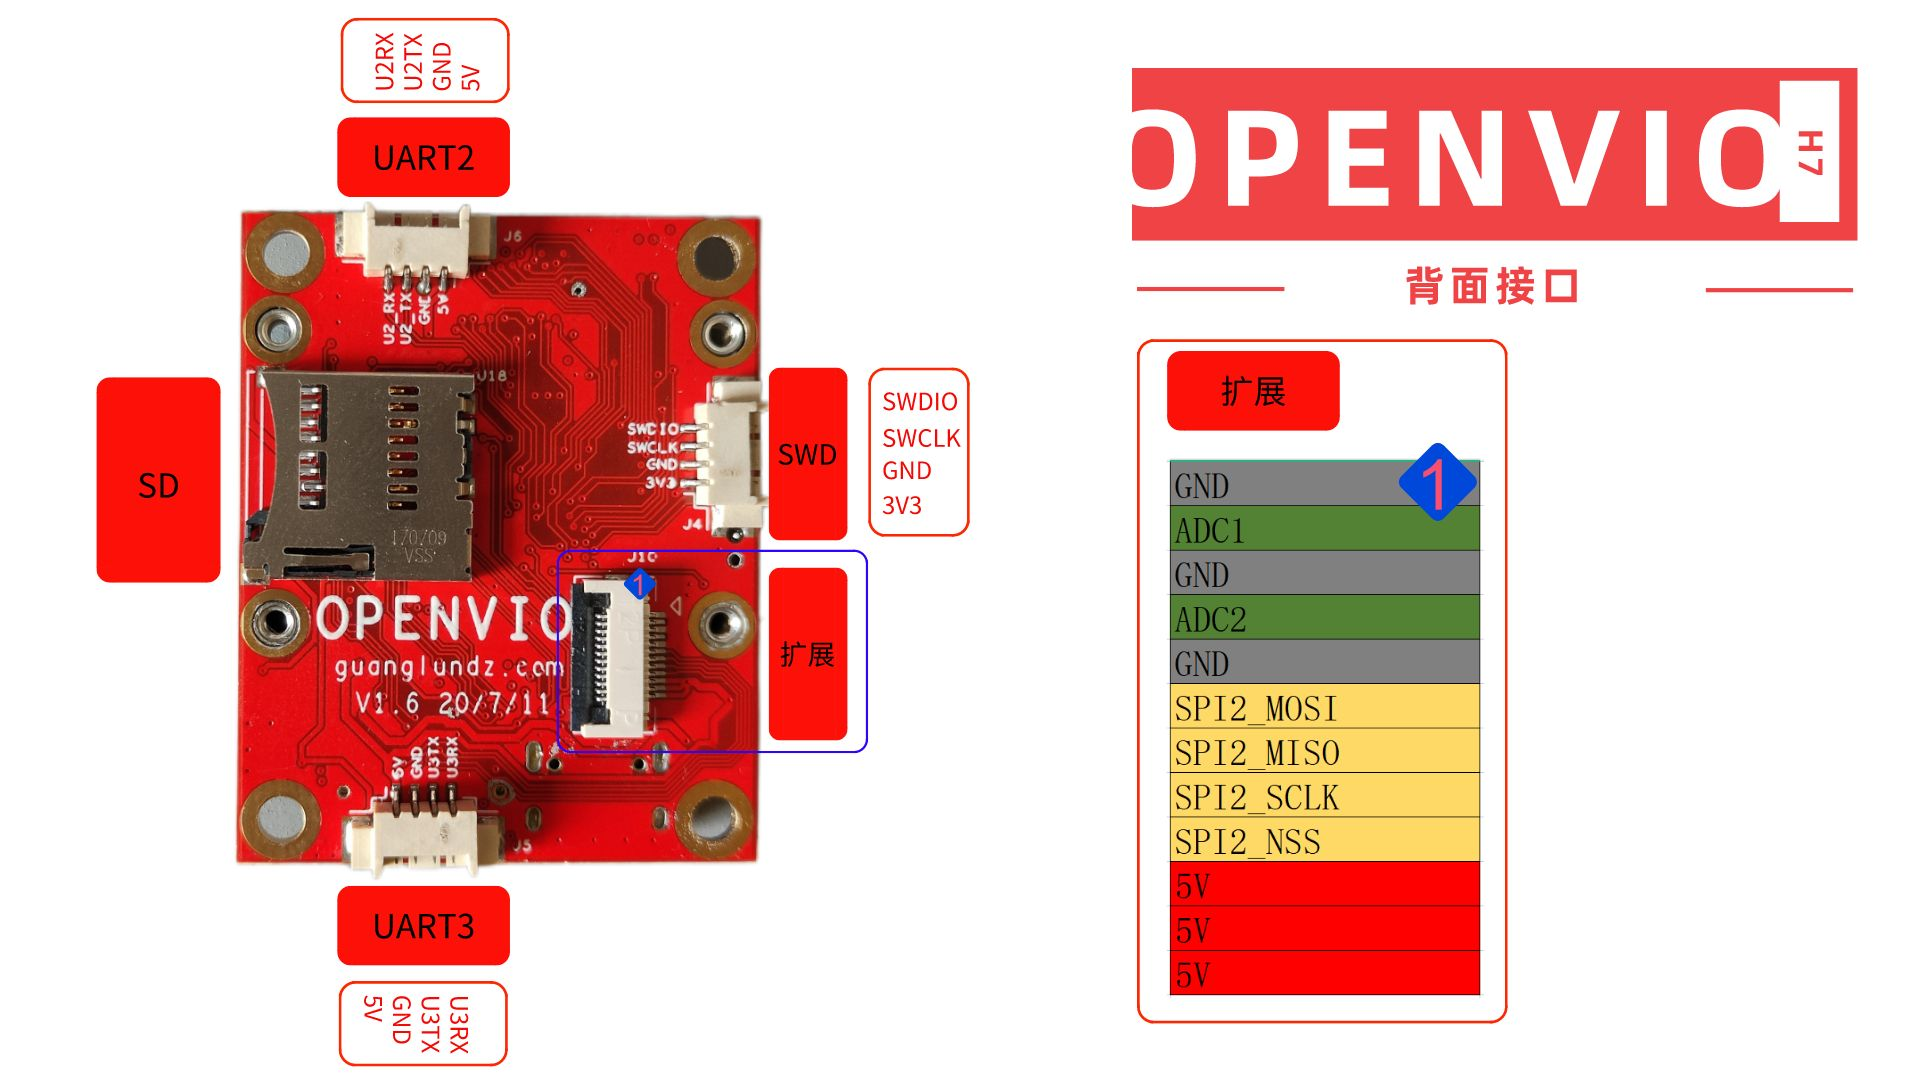 U2RX
U2TX
GND
5V
UART2
J6
U2_RX
U2_TX
GND
5V
U18
SD
170709
VSS
SWDIO
SWCLK
GND
3V3
J4
SWD
SWDIO
SWCLK
GND
3V3
J10
1
扩展
OPENVIO
guanglundz.com
V1.6 20/7/11
5V
GND
U3TX
U3RX
J5
UART3
5V
GND
U3TX
U3RX
OPENVIO
H7
背面接口
扩展
1
GND
ADC1
GND
ADC2
GND
SPI2_MOSI
SPI2_MISO
SPI2_SCLK
SPI2_NSS
5V
5V
5V